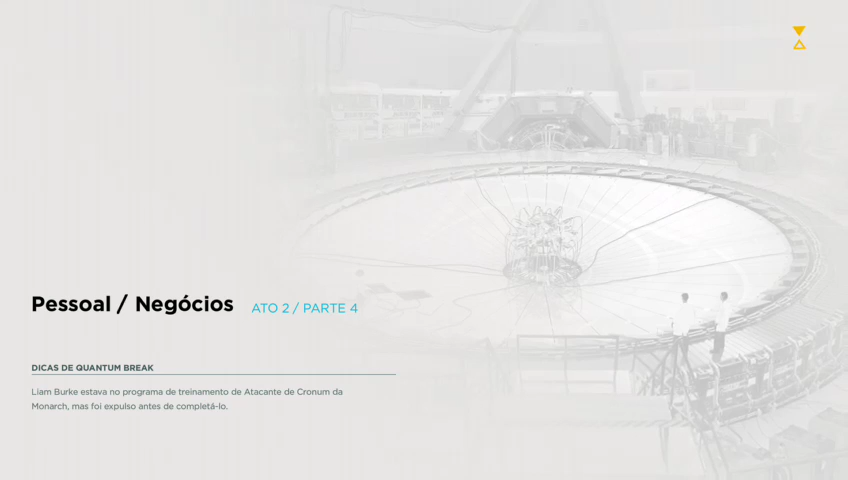 Pessoal / Negócios ATO 2 / PARTE 4
DICAS DE QUANTUM BREAK
Liam Burke estava no programa de treinamento de Atacante de Cronum da
Monarch, mas foi expulso antes de completá-lo.